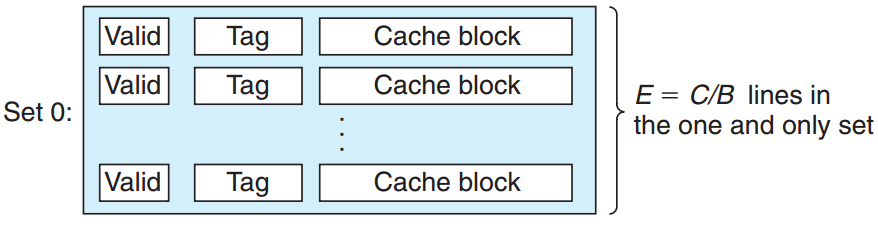 Valid Tag Cache block
Valid Tag Cache block
Set 0:
E = C/B lines in
the one and only set
Valid Tag Cache block